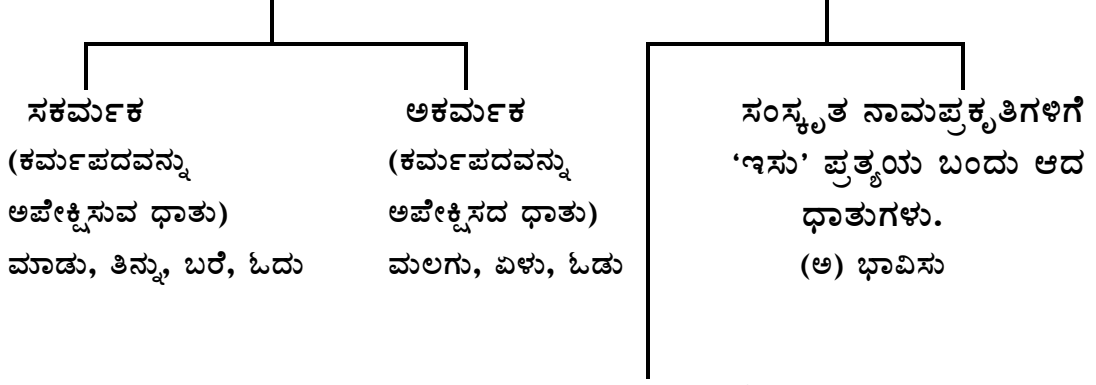 ಸಕರ್ಮಕ
(ಕರ್ಮಪದವನ್ನು
ಅಪೇಕ್ಷಿಸುವ ಧಾತು)
ಮಾಡು, ತಿನ್ನು, ಬರೆ, ಓದು
ಅಕರ್ಮಕ
(ಕರ್ಮಪದವನ್ನು
ಅಪೇಕ್ಷಿಸದ ಧಾತು)
ಮಲಗು, ಏಳು, ಓಡು
ಸಂಸ್ಕೃತ ನಾಮಪ್ರಕೃತಿಗಳಿಗೆ
‘ಇಸು’ ಪ್ರತ್ಯಯ ಬಂದು ಆದ
ಧಾತುಗಳು.
(ಅ) ಭಾವಿಸು